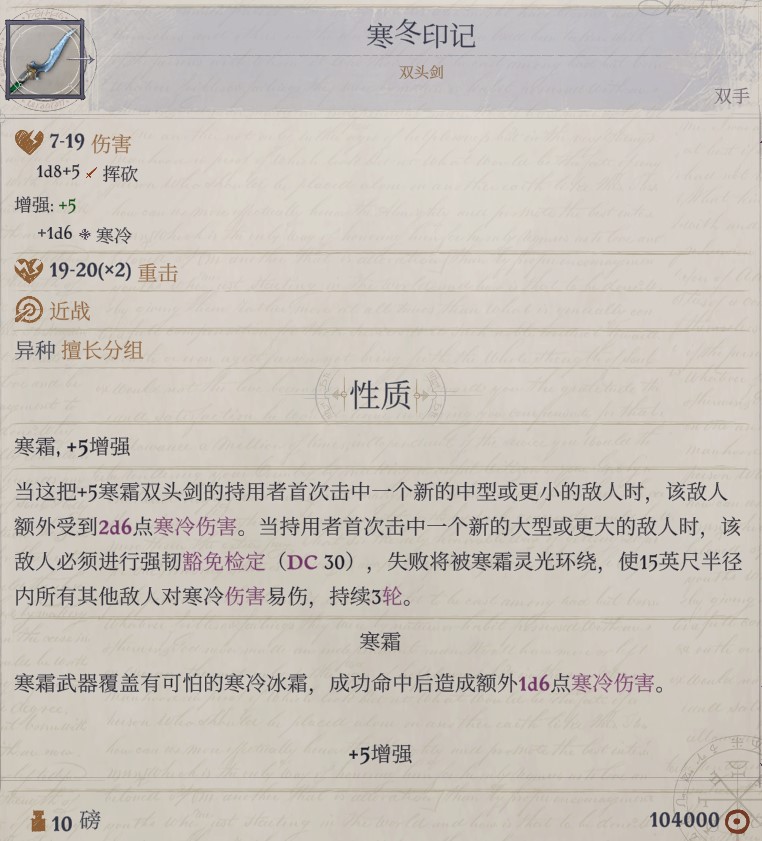 寒冬印记
双头剑
双手
7-19 伤害
1d8+5 挥砍
增强: +5
+1d6 寒冷
19-20(×2) 重击
近战
异种 擅长分组
性质
寒霜, +5增强
当这把+5寒霜双头剑的持用者首次击中一个新的中型或更小的敌人时，该敌人
额外受到2d6点寒冷伤害。当持用者首次击中一个新的大型或更大的敌人时，该
敌人必须进行强韧豁免检定（DC 30），失败将被寒霜灵光环绕，使15英尺半径
内所有其他敌人对寒冷伤害易伤，持续3轮。
寒霜
寒霜武器覆盖有可怕的寒冷冰霜，成功命中后造成额外1d6点寒冷伤害。
+5增强
10 磅
104000